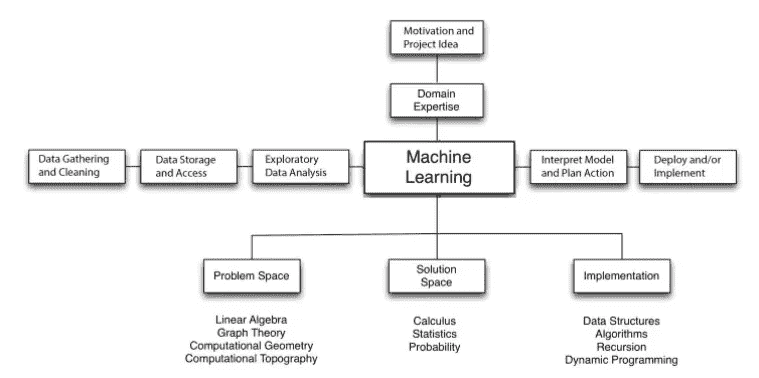 Motivation and
Project Idea
Domain
Expertise
Data Gathering
and Cleaning
Data Storage
and Access
Exploratory
Data Analysis
Machine
Learning
Interpret Model
and Plan Action
Deploy and/or
Implement
Problem Space
Linear Algebra
Graph Theory
Computational Geometry
Computational Topography
Solution
Space
Calculus
Statistics
Probability
Implementation
Data Structures
Algorithms
Recursion
Dynamic Programming